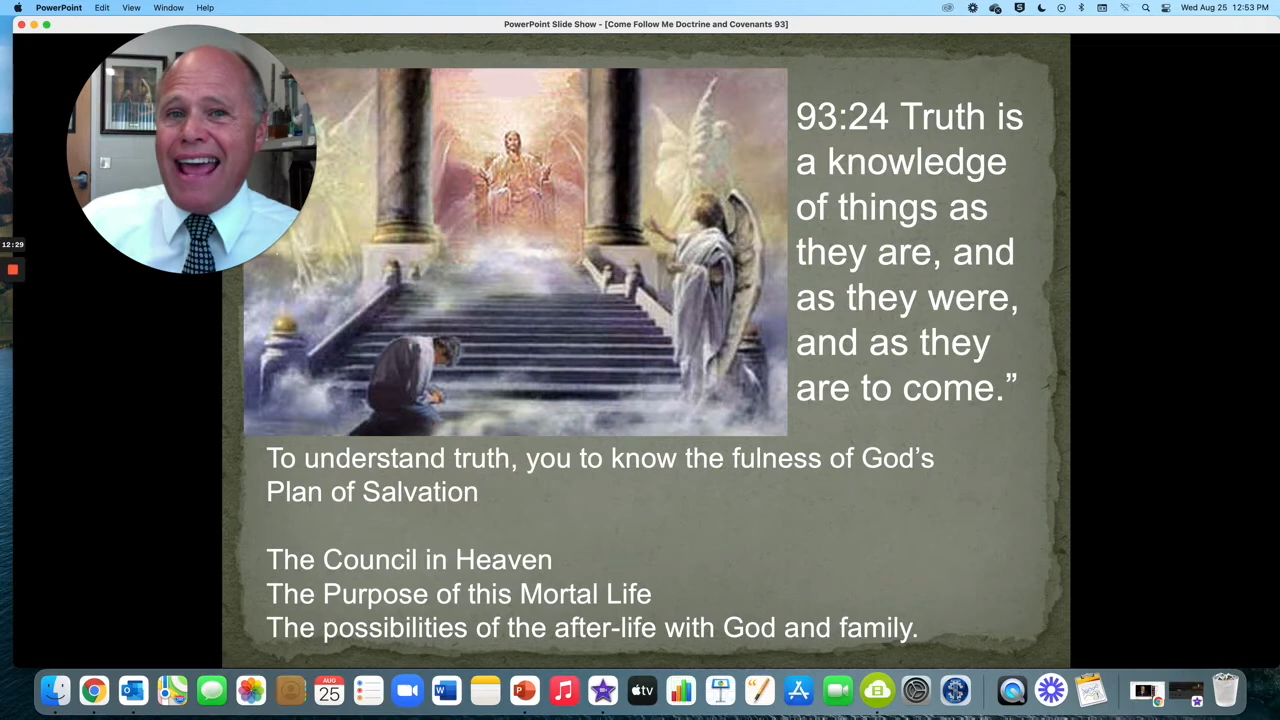 PowerPoint Edit View Window Help
Wed Aug 25 12:53 PM
PowerPoint Slide Show - [Come Follow Me Doctrine and Covenants 93]
12:29
93:24 Truth is
a knowledge
of things as
they are, and
as they were,
and as they
are to come.”
To understand truth, you to know the fulness of God’s
Plan of Salvation
The Council in Heaven
The Purpose of this Mortal Life
The possibilities of the after-life with God and family.
AUG
25
tv